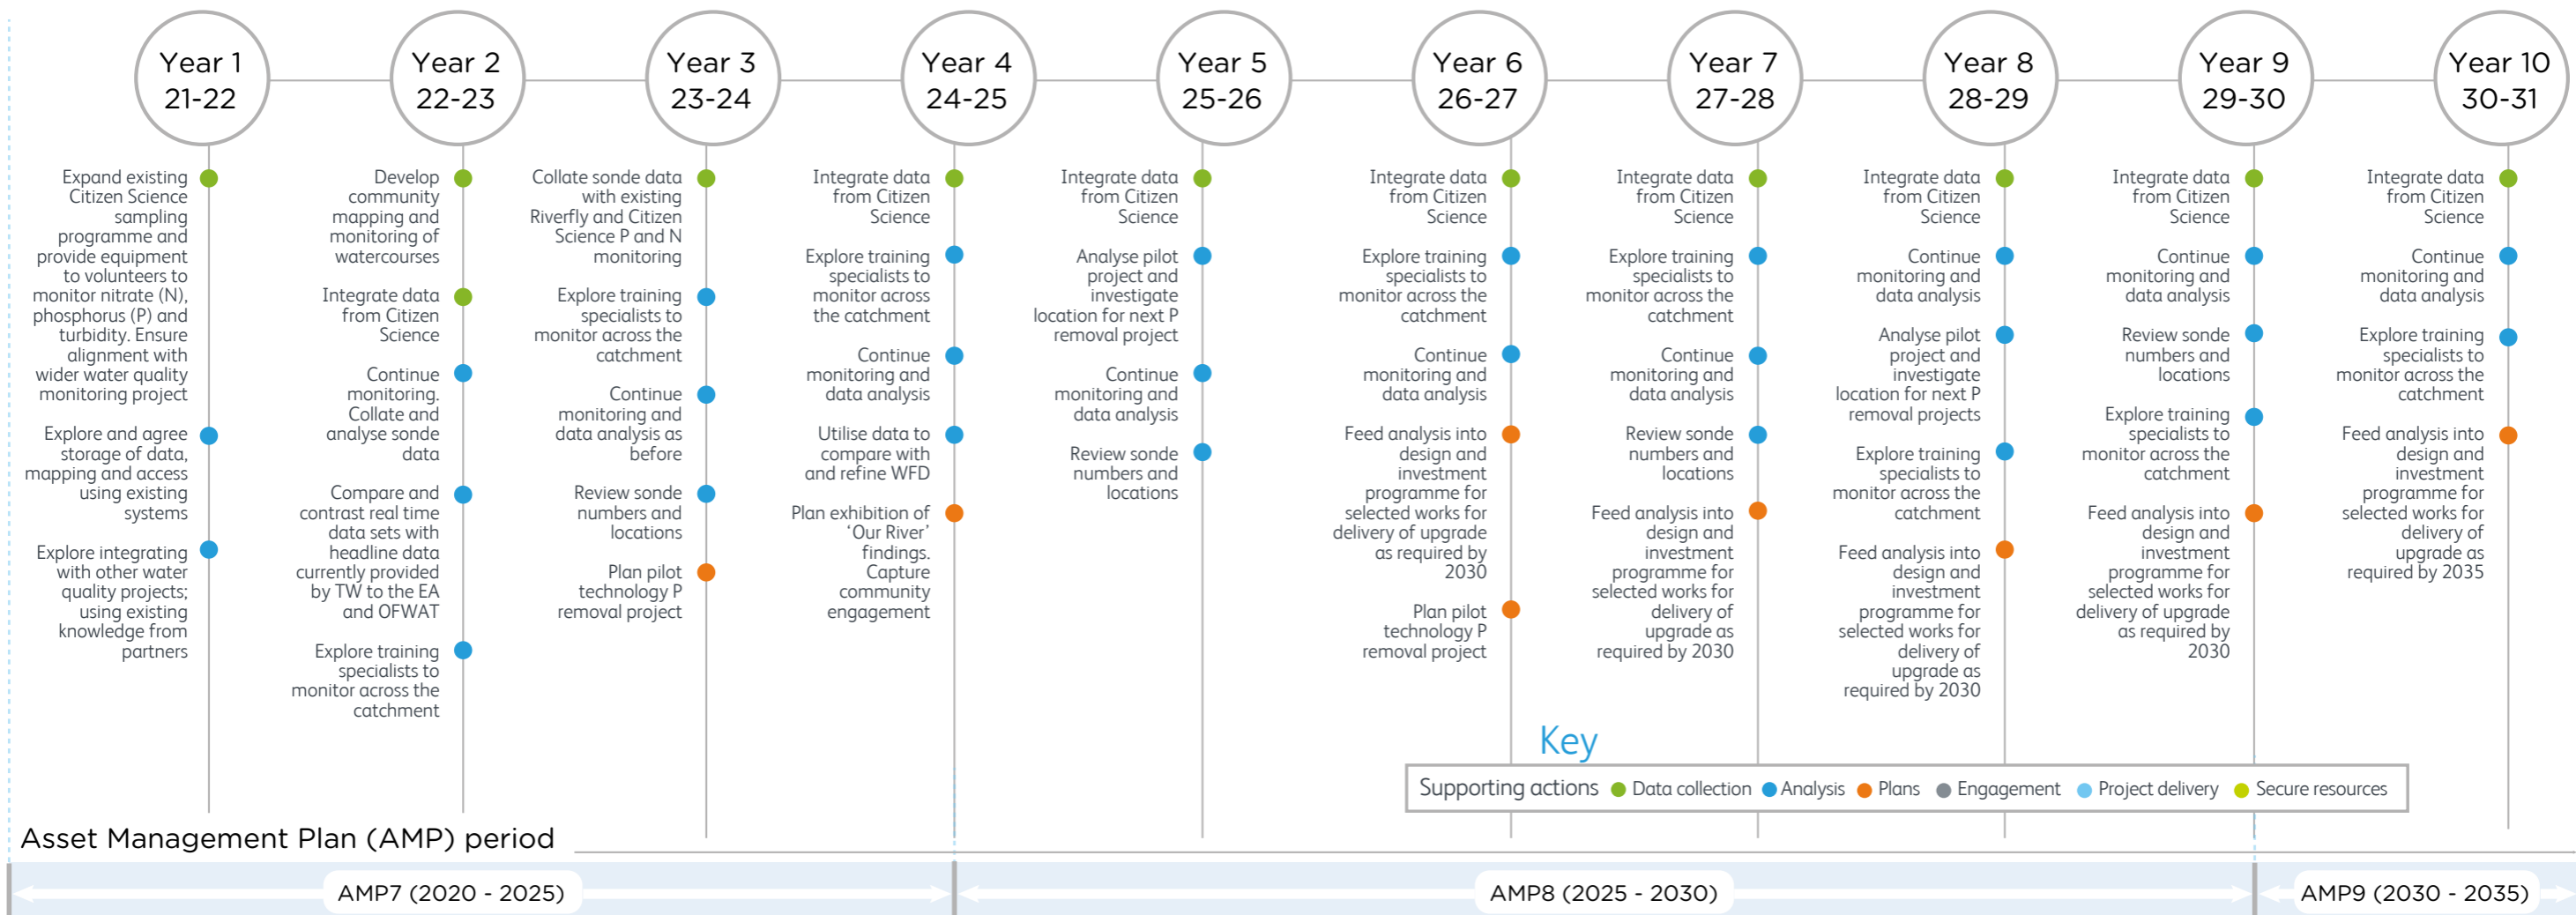 Year 1
21-22
Year 2
22-23
Year 3
23-24
Year 4
24-25
Year 5
25-26
Year 6
26-27
Year 7
27-28
Year 8
28-29
Year 9
29-30
Year 10
30-31
Expand existing
Citizen Science
sampling
programme and
provide equipment
to volunteers to
monitor nitrate (N),
phosphorus (P) and
turbidity. Ensure
alignment with
wider water quality
monitoring project
Explore and agree
storage of data,
mapping and access
using existing
systems
Explore integrating
with other water
quality projects;
using existing
knowledge from
partners
Develop
community
mapping and
monitoring of
watercourses
Integrate data
from Citizen
Science
Continue
monitoring.
Collate and
analyse sonde
data
Compare and
contrast real time
data sets with
headline data
currently provided
by TW to the EA
and OFWAT
Explore training
specialists to
monitor across the
catchment
Collate sonde data
with existing
Riverfly and Citizen
Science P and N
monitoring
Explore training
specialists to
monitor across the
catchment
Continue
monitoring and
data analysis as
before
Review sonde
numbers and
locations
Plan pilot
technology P
removal project
Integrate data
from Citizen
Science
Explore training
specialists to
monitor across
the catchment
Continue
monitoring and
data analysis
Utilise data to
compare with
and refine WFD
Plan exhibition of
‘Our River’
findings.
Capture
community
engagement
Integrate data
from Citizen
Science
Analyse pilot
project and
investigate
location for next P
removal project
Continue
monitoring and
data analysis
Review sonde
numbers and
locations
Integrate data
from Citizen
Science
Explore training
specialists to
monitor across the
catchment
Continue
monitoring and
data analysis
Feed analysis into
design and
investment
programme for
selected works for
delivery of upgrade
as required by
2030
Plan pilot
technology P
removal project
Integrate data
from Citizen
Science
Explore training
specialists to
monitor across the
catchment
Continue
monitoring and
data analysis
Review sonde
numbers and
locations
Feed analysis into
design and
investment
programme for
selected works for
delivery of
upgrade as
required by 2030
Integrate data
from Citizen
Science
Continue
monitoring and
data analysis
Analyse pilot
project and
investigate
location for next P
removal projects
Explore training
specialists to
monitor across the
catchment
Feed analysis into
design and
investment
programme for
selected works for
delivery of
upgrade as
required by 2030
Integrate data
from Citizen
Science
Continue
monitoring and
data analysis
Review sonde
numbers and
locations
Explore training
specialists to
monitor across the
catchment
Feed analysis into
design and
investment
programme for
selected works for
delivery of upgrade
as required by
2030
Integrate data
from Citizen
Science
Continue
monitoring and
data analysis
Explore training
specialists to
monitor across the
catchment
Feed analysis into
design and
investment
programme for
selected works for
delivery of
upgrade as
required by 2035
Key
Supporting actions Data collection Analysis Plans Engagement Project delivery Secure resources
Asset Management Plan (AMP) period
AMP7 (2020 - 2025)
AMP8 (2025 - 2030)
AMP9 (2030 - 2035)